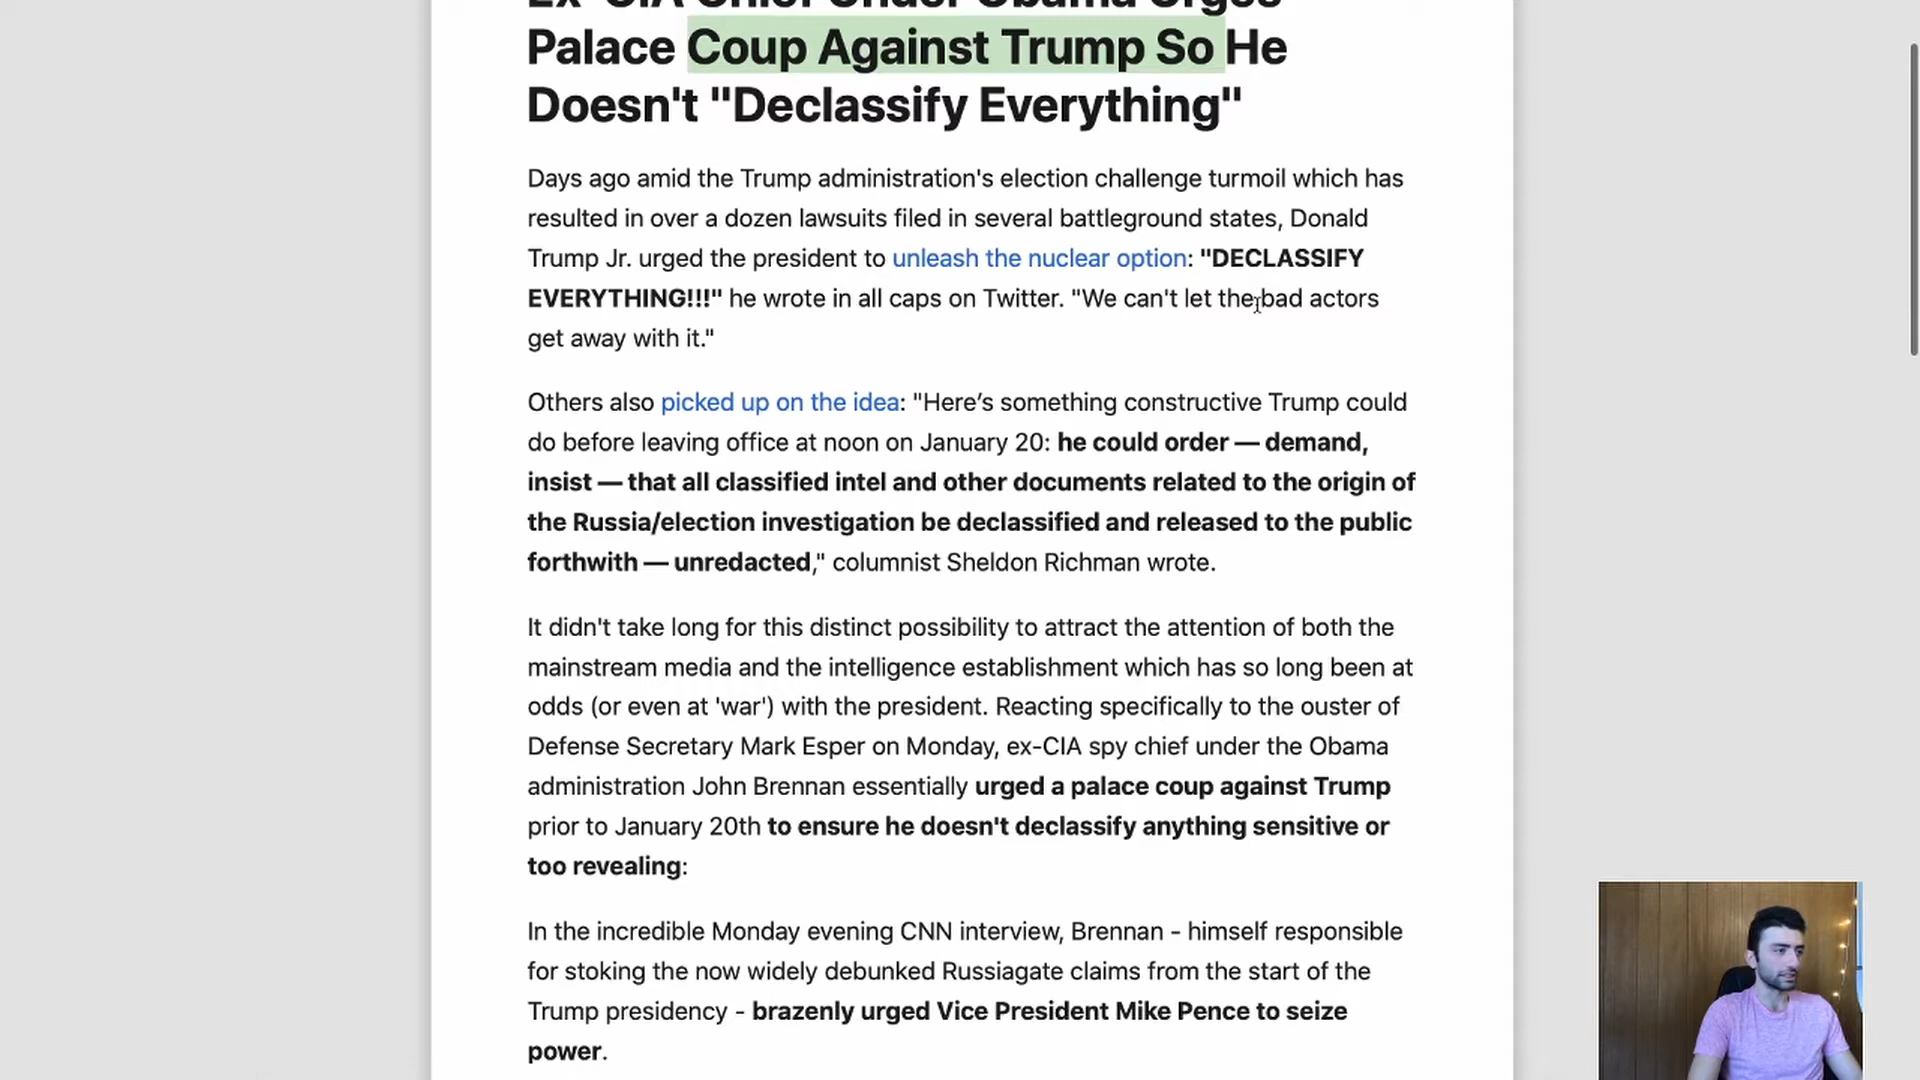 Ex-CIA Chief Under Obama Urges
Palace Coup Against Trump So He
Doesn't "Declassify Everything"
Days ago amid the Trump administration's election challenge turmoil which has
resulted in over a dozen lawsuits filed in several battleground states, Donald
Trump Jr. urged the president to unleash the nuclear option: "DECLASSIFY
EVERYTHING!!!" he wrote in all caps on Twitter. "We can't let the bad actors
get away with it."
Others also picked up on the idea: "Here’s something constructive Trump could
do before leaving office at noon on January 20: he could order — demand,
insist — that all classified intel and other documents related to the origin of
the Russia/election investigation be declassified and released to the public
forthwith — unredacted," columnist Sheldon Richman wrote.
It didn't take long for this distinct possibility to attract the attention of both the
mainstream media and the intelligence establishment which has so long been at
odds (or even at 'war') with the president. Reacting specifically to the ouster of
Defense Secretary Mark Esper on Monday, ex-CIA spy chief under the Obama
administration John Brennan essentially urged a palace coup against Trump
prior to January 20th to ensure he doesn't declassify anything sensitive or
too revealing:
In the incredible Monday evening CNN interview, Brennan - himself responsible
for stoking the now widely debunked Russiagate claims from the start of the
Trump presidency - brazenly urged Vice President Mike Pence to seize
power.